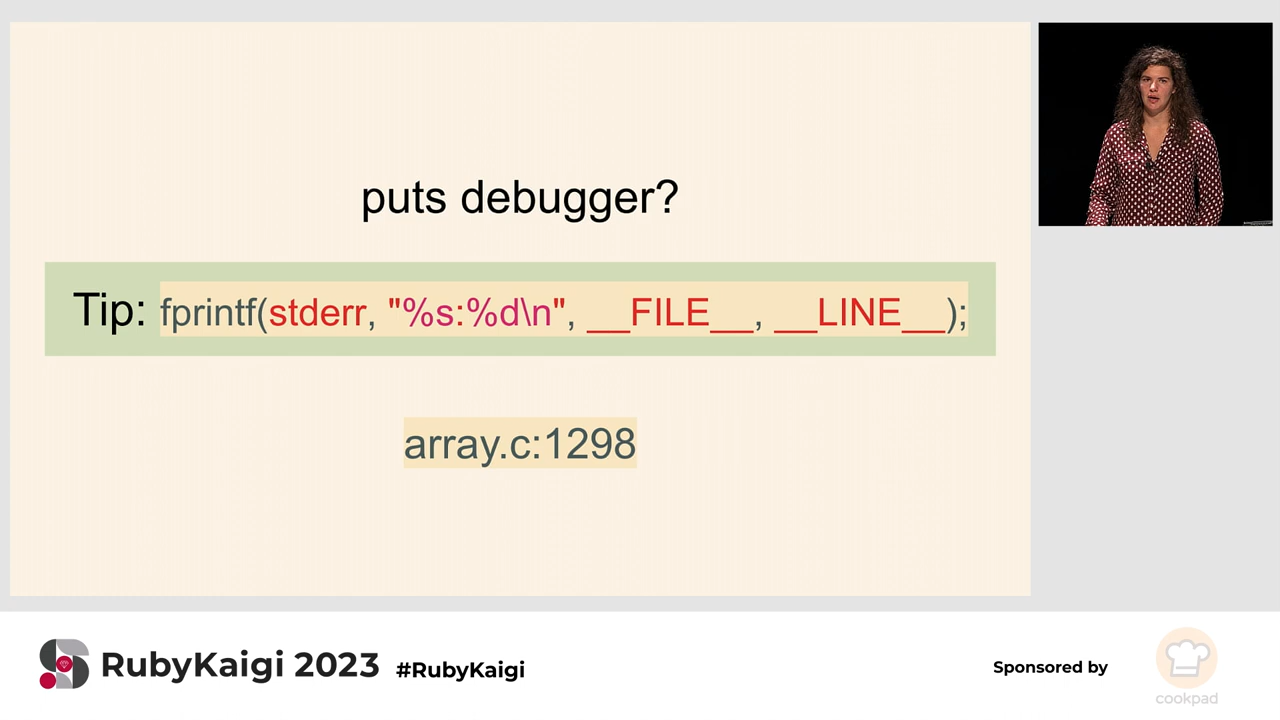 puts debugger?
Tip: fprintf(stderr, "%s:%d\n", __FILE__, __LINE__);
array.c:1298
RubyKaigi 2023 #RubyKaigi
Sponsored by
cookpad